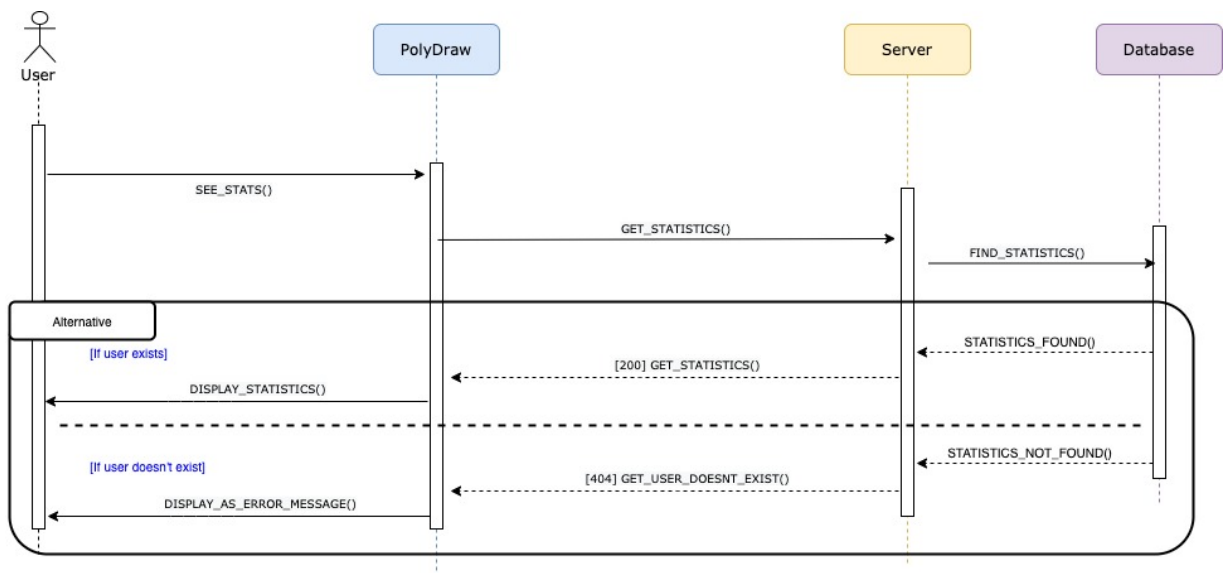 User
PolyDraw
Server
Database
SEE_STATS()
GET_STATISTICS()
FIND_STATISTICS()
Alternative
[If user exists]
STATISTICS_FOUND()
[200] GET_STATISTICS()
DISPLAY_STATISTICS()
[If user doesn't exist]
STATISTICS_NOT_FOUND()
[404] GET_USER_DOESNT_EXIST()
DISPLAY_AS_ERROR_MESSAGE()